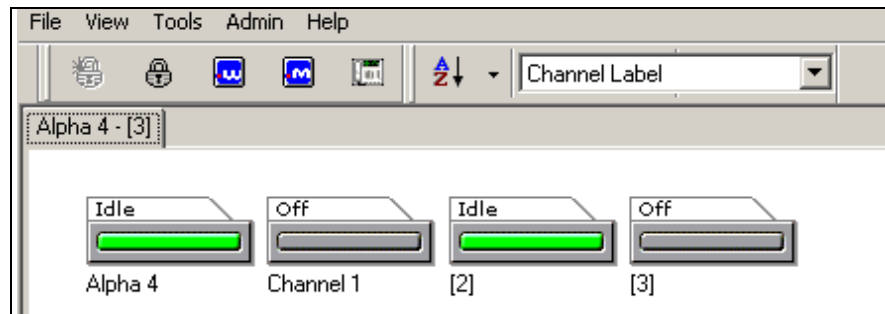 File View Tools Admin Help
A Z Channel Label
Alpha 4 - [3]
Idle Off Idle Off
Alpha 4 Channel 1 [2] [3]